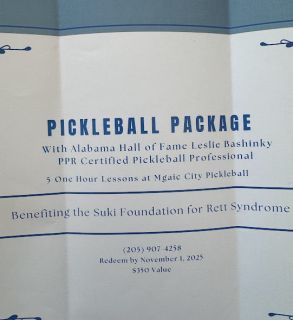 PICKLEBALL PACKAGE
With Alabama Hall of Fame Leslie Bashinky
PPR Certified Pickleball Professional
5 One Hour Lessons at Mgaic City Pickleball
Benefiting the Suki Foundation for Rett Syndrome
(205) 907-4258
Redeem by November 1, 2025
$350 Value